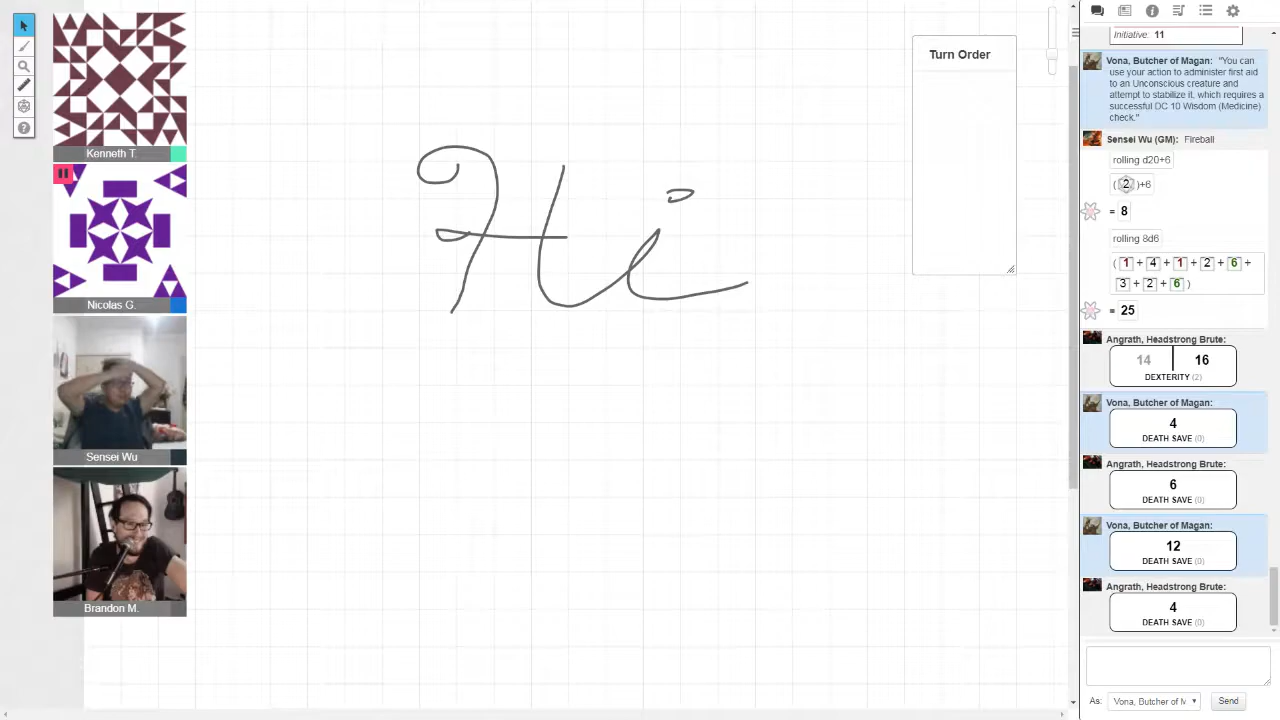 Initiative: 11
Vona, Butcher of Magan: "You can
use your action to administer first aid
to an Unconscious creature and
attempt to stabilize it, which requires a
successful DC 10 Wisdom (Medicine)
check."
Sensei Wu (GM): Fireball
rolling d20+6
(2)+6
= 8
rolling 8d6
(1+4+1+2+6+
3+2+6)
= 25
Angrath, Headstrong Brute:
14 16
DEXTERITY (2)
Vona, Butcher of Magan:
4
DEATH SAVE (0)
Angrath, Headstrong Brute:
6
DEATH SAVE (0)
Vona, Butcher of Magan:
12
DEATH SAVE (0)
Angrath, Headstrong Brute:
4
DEATH SAVE (0)
As: Vona, Butcher of M
Send
Turn Order
Hi
Kenneth T.
Nicolas G.
Sensei Wu
Brandon M.